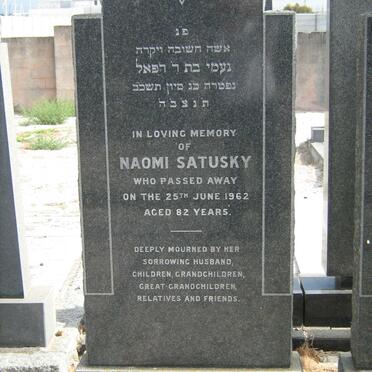 פ נ
אשה חשובה ויקרה
נעמי בת ר' רפאל
נפטרה כג סיון תשכב
ת נ צ ב ה
IN LOVING MEMORY
OF
NAOMI SATUSKY
WHO PASSED AWAY
ON THE 25TH JUNE 1962
AGED 82 YEARS.
DEEPLY MOURNED BY HER
SORROWING HUSBAND,
CHILDREN, GRANDCHILDREN,
GREAT-GRANDCHILDREN,
RELATIVES AND FRIENDS.